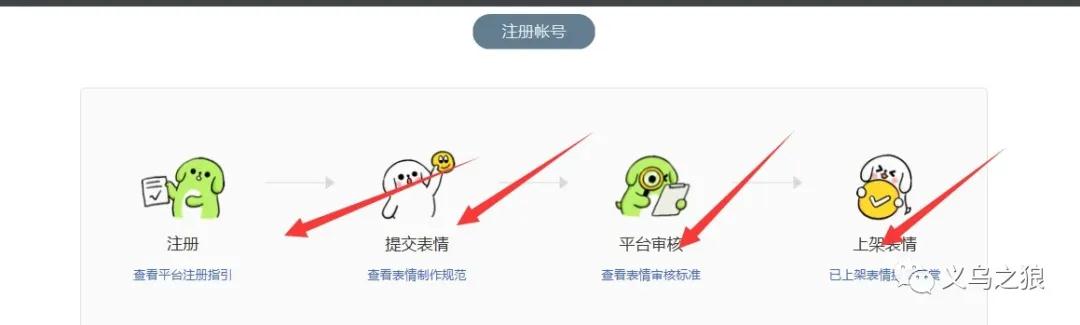 注册帐号
注册
提交表情
平台审核
上架表情
查看平台注册指引
查看表情制作规范
查看表情审核标准
已上架表情
义乌之狼